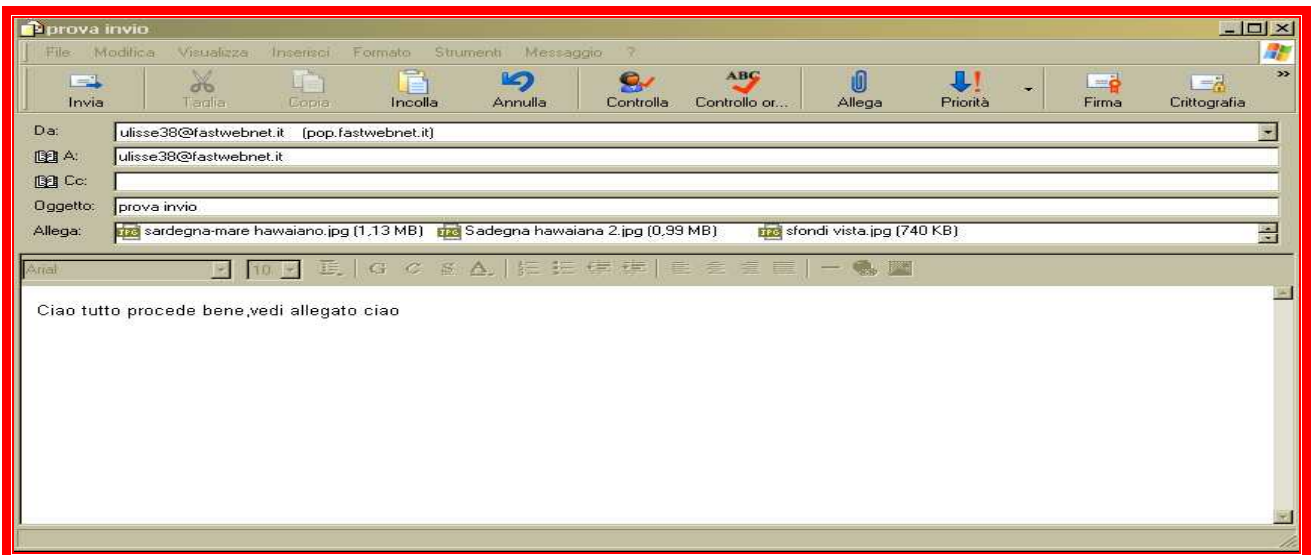 prova invio
File Modifica Visualizza Inserisci Formato Strumenti Messaggio ?
Invia Taglia Copia Incolla Annulla Controlla Controllo or... Allega Priorità Firma Crittografia
Da: ulisse38@fastwebnet.it (pop.fastwebnet.it)
A: ulisse38@fastwebnet.it
Cc:
Oggetto: prova invio
Allega: sardegna-mare hawaiano.jpg (1,13 MB) Sadegna hawaiana 2.jpg (0,99 MB) sfondi vista.jpg (740 KB)
Arial 10 G C S A
Ciao tutto procede bene,vedi allegato ciao